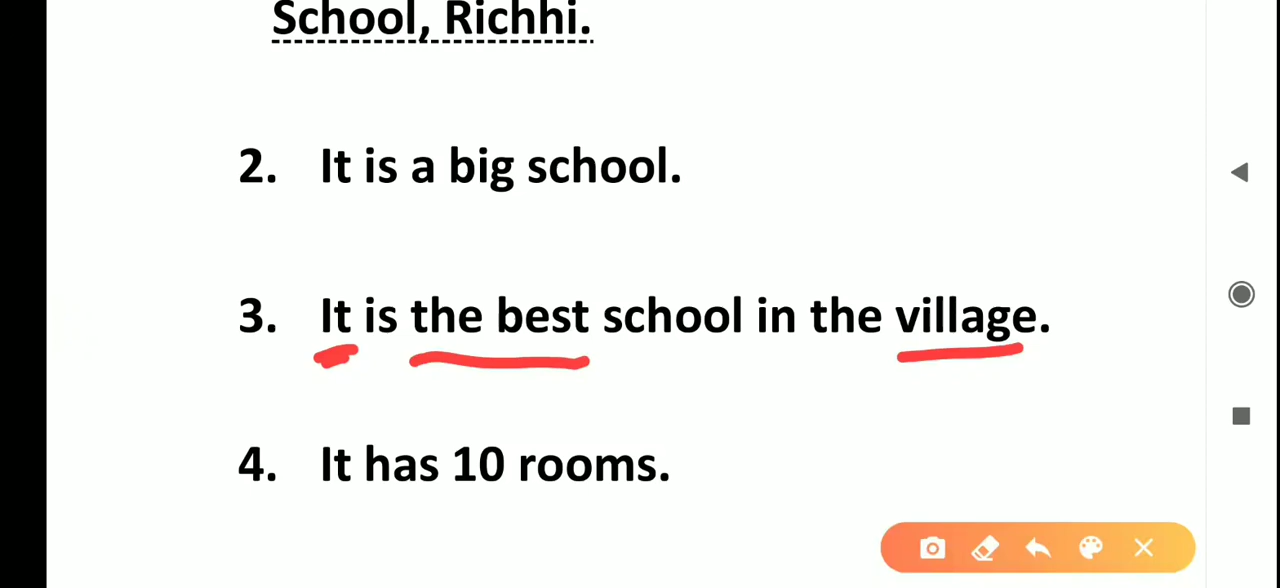 School, Richhi.
2. It is a big school.
3. It is the best school in the village.
4. It has 10 rooms.